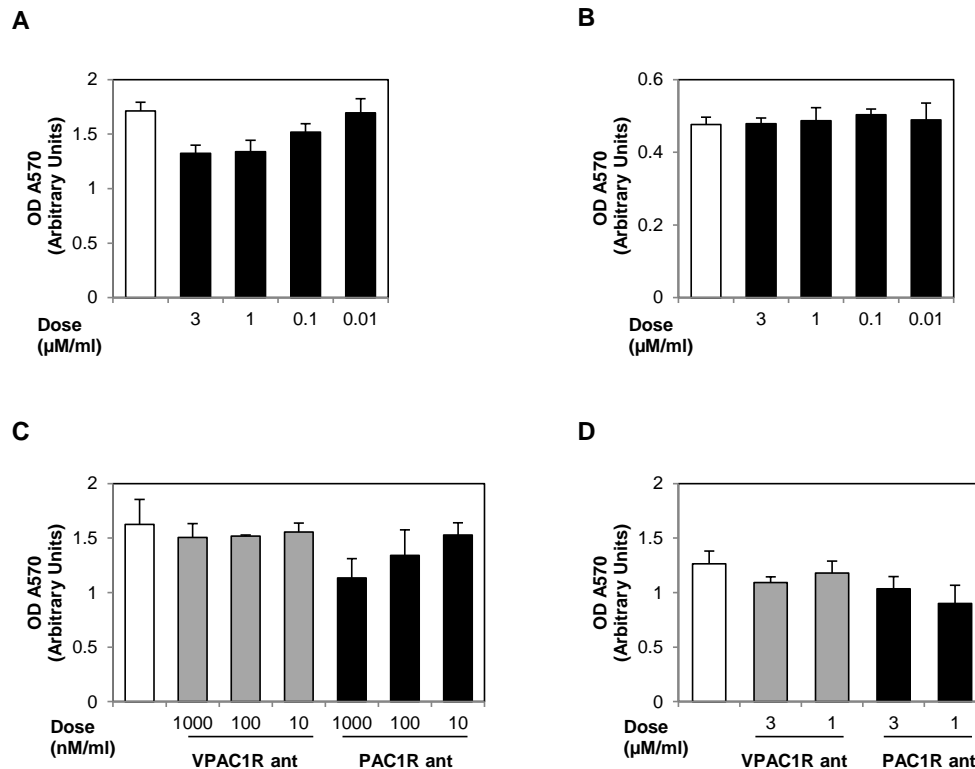 A
2
1.5
1
0.5
0
OD A570
(Arbitrary Units)
Dose
(µM/ml)
3 1 0.1 0.01
B
0.6
0.4
0.2
0
OD A570
(Arbitrary Units)
Dose
(µM/ml)
3 1 0.1 0.01
C
2
1.5
1
0.5
0
OD A570
(Arbitrary Units)
Dose
(nM/ml)
1000 100 10 1000 100 10
VPAC1R ant PAC1R ant
D
2
1.5
1
0.5
0
OD A570
(Arbitrary Units)
Dose
(µM/ml)
3 1 3 1
VPAC1R ant PAC1R ant